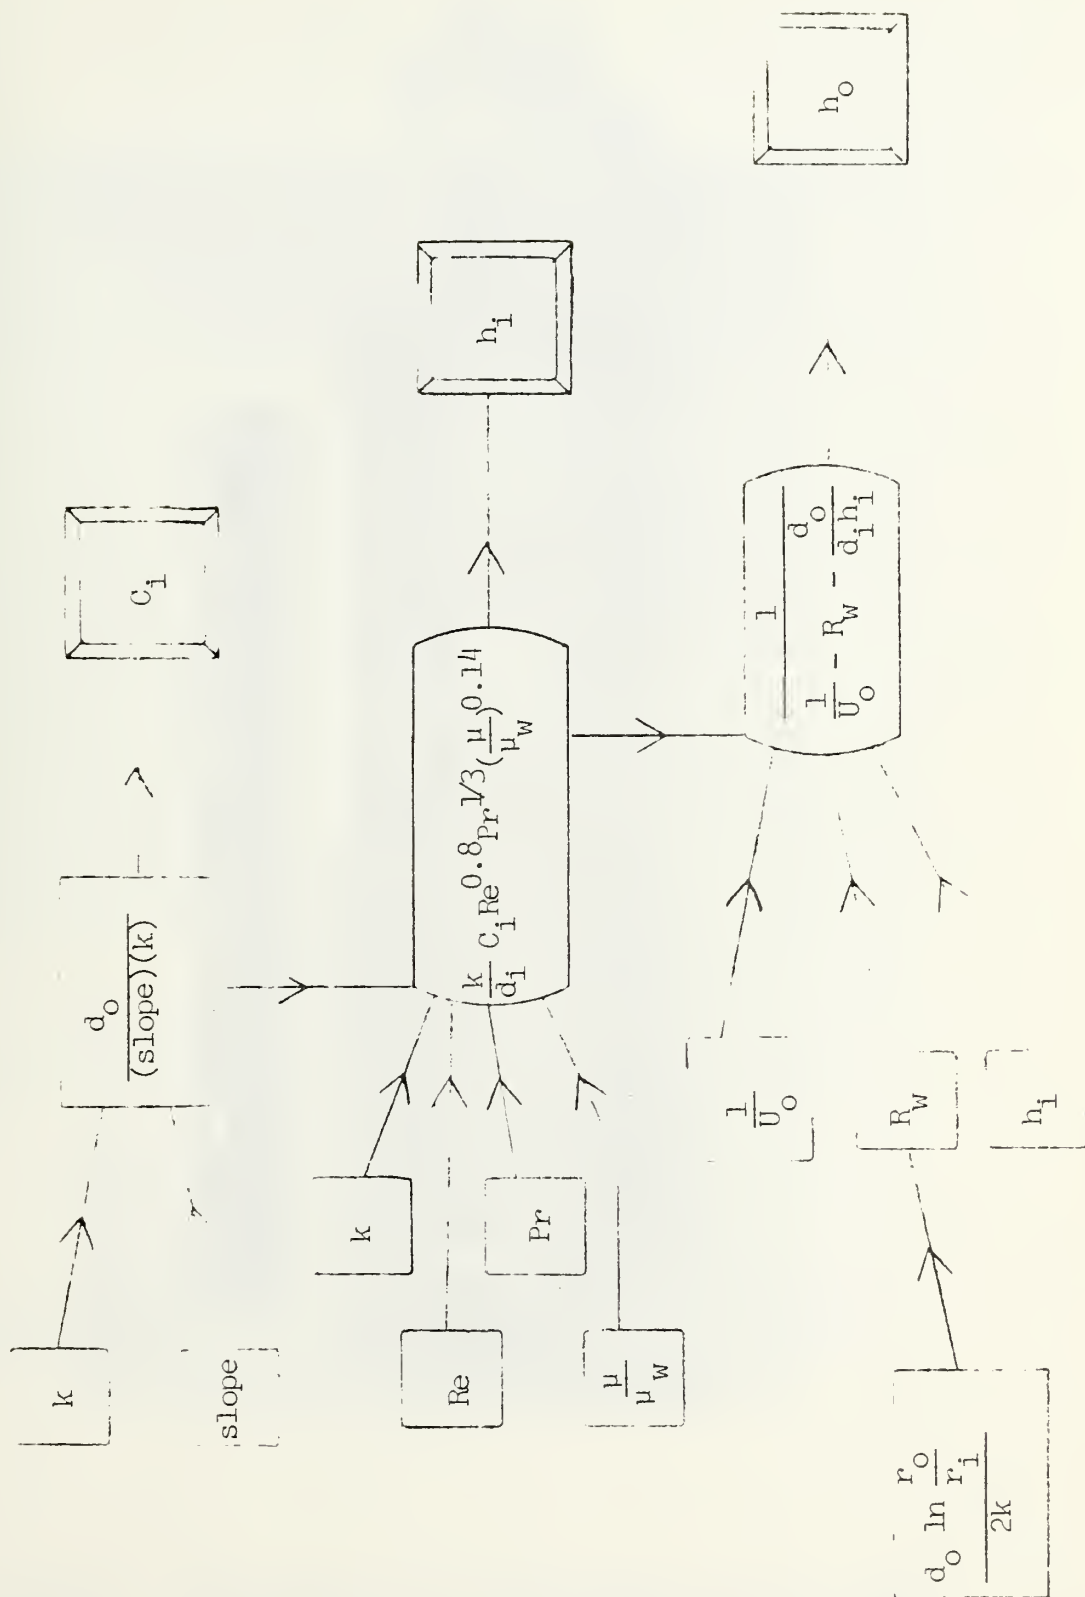 k
slope
d_o / (slope)(k)
C_i
k
Re
Pr
μ / μ_w
k / d_i C_i Re^0.8 Pr^1/3 (μ / μ_w)^0.14
h_i
d_o ln r_o / r_i / 2k
1 / U_o
R_w
h_i
1 / (1 / U_o - R_w - d_o / d_i h_i)
h_o